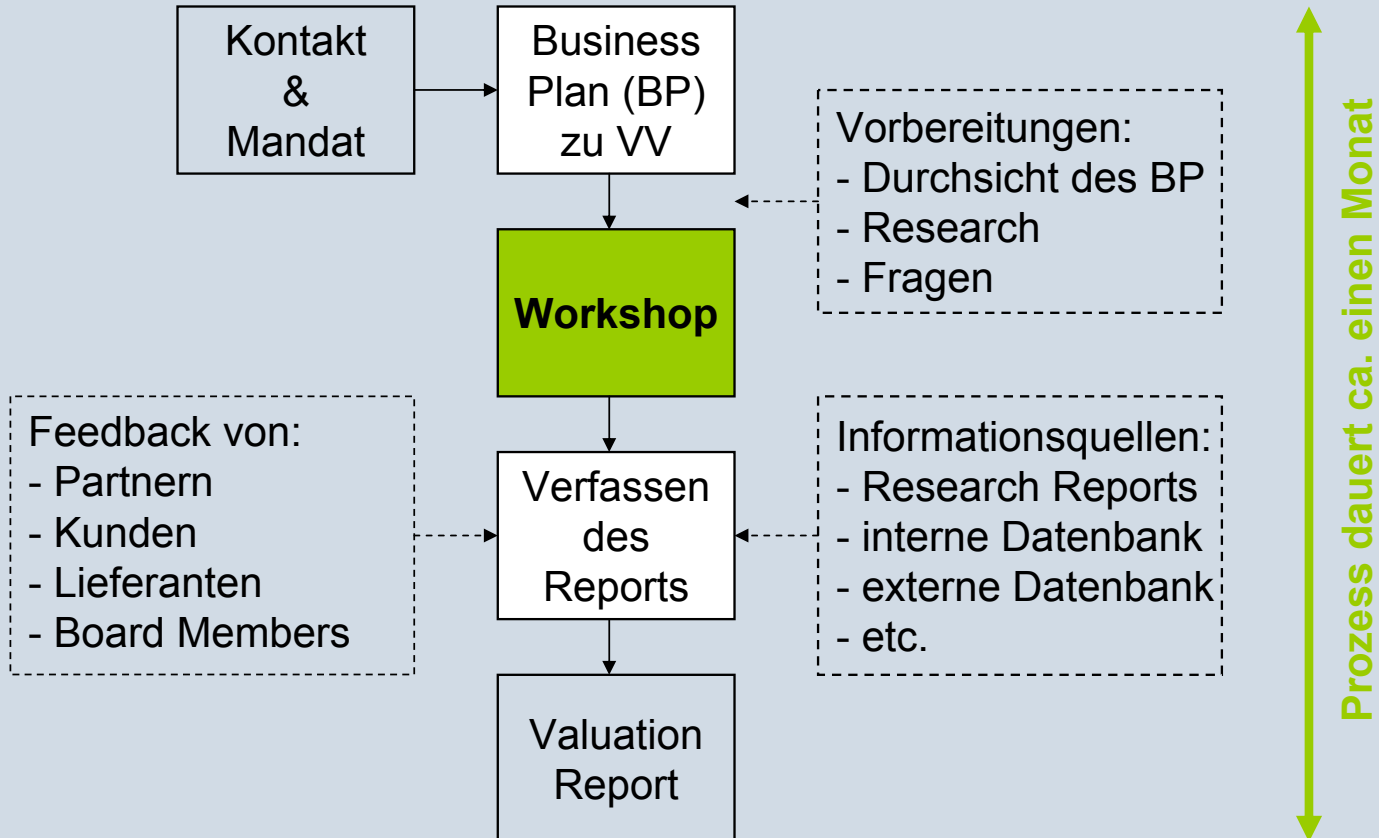 Kontakt
&
Mandat
Business
Plan (BP)
zu VV
Vorbereitungen:
- Durchsicht des BP
- Research
- Fragen
Workshop
Feedback von:
- Partnern
- Kunden
- Lieferanten
- Board Members
Verfassen
des
Reports
Informationsquellen:
- Research Reports
- interne Datenbank
- externe Datenbank
- etc.
Valuation
Report
Prozess dauert ca. einen Monat